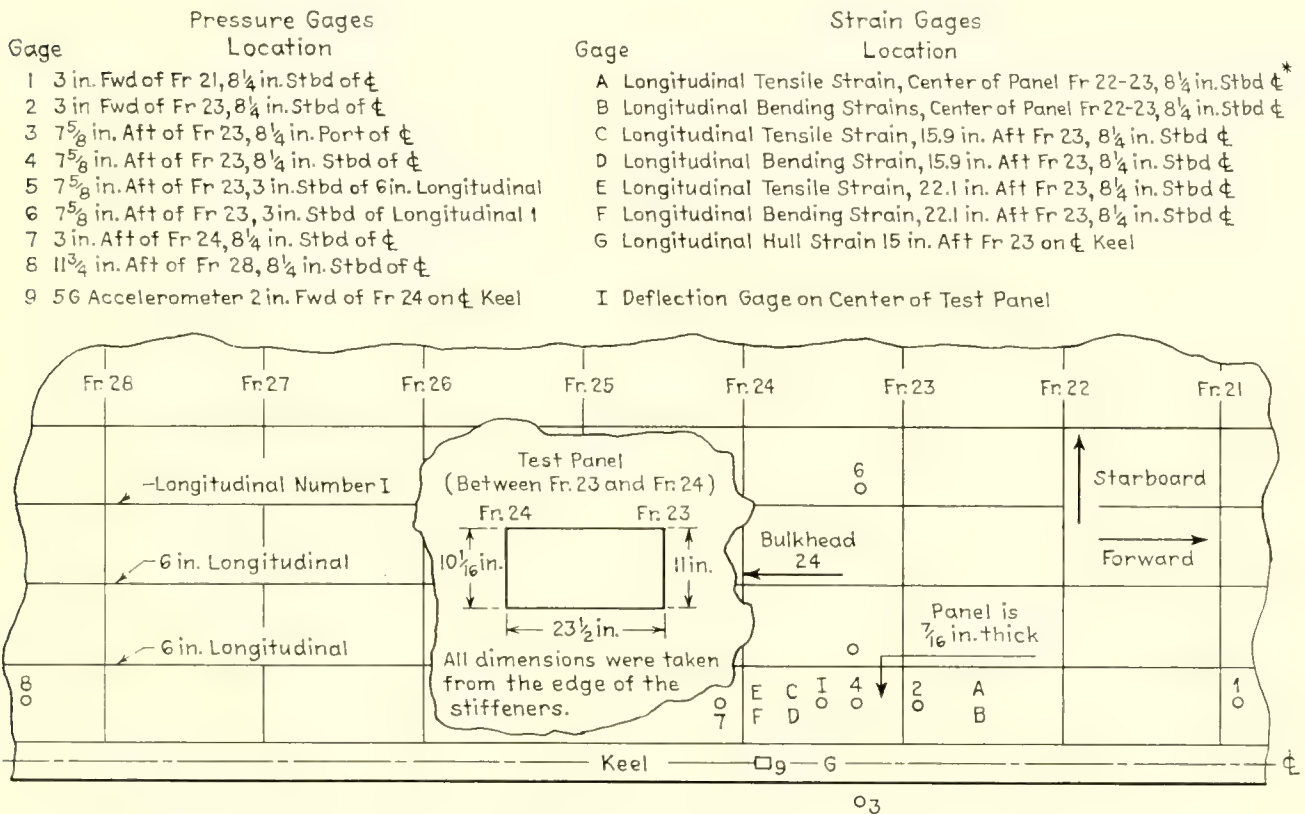 Pressure Gages
Gage Location
1 3 in. Fwd of Fr 21, 8¼ in. Stbd of ℄
2 3 in Fwd of Fr 23, 8¼ in. Stbd of ℄
3 7⅝ in. Aft of Fr 23, 8¼ in. Port of ℄
4 7⅝ in. Aft of Fr 23, 8¼ in. Stbd of ℄
5 7⅝ in. Aft of Fr 23, 3 in. Stbd of 6 in. Longitudinal
6 7⅝ in. Aft of Fr 23, 3 in. Stbd of Longitudinal 1
7 3 in. Aft of Fr 24, 8¼ in. Stbd of ℄
8 11¾ in. Aft of Fr 28, 8¼ in. Stbd of ℄
9 5G Accelerometer 2 in. Fwd of Fr 24 on ℄ Keel
Strain Gages
Gage Location
A Longitudinal Tensile Strain, Center of Panel Fr 22-23, 8¼ in. Stbd ℄*
B Longitudinal Bending Strains, Center of Panel Fr 22-23, 8¼ in. Stbd ℄
C Longitudinal Tensile Strain, 15.9 in. Aft Fr 23, 8¼ in. Stbd ℄
D Longitudinal Bending Strain, 15.9 in. Aft Fr 23, 8¼ in. Stbd ℄
E Longitudinal Tensile Strain, 22.1 in. Aft Fr 23, 8¼ in. Stbd ℄
F Longitudinal Bending Strain, 22.1 in. Aft Fr 23, 8¼ in. Stbd ℄
G Longitudinal Hull Strain 15 in. Aft Fr 23 on ℄ Keel
I Deflection Gage on Center of Test Panel
Fr. 28 Fr. 27 Fr. 26 Fr. 25 Fr. 24 Fr. 23 Fr. 22 Fr. 21
Longitudinal Number I
6 in. Longitudinal
6 in. Longitudinal
Test Panel
(Between Fr. 23 and Fr. 24)
Fr. 24 Fr. 23
10 1/16 in. 11 in.
23½ in.
All dimensions were taken
from the edge of the
stiffeners.
6
Bulkhead
24
Starboard
Forward
Panel is
7/16 in. thick
8 7 E C I 4 2 A 1
F D B
Keel 9 G ℄
3